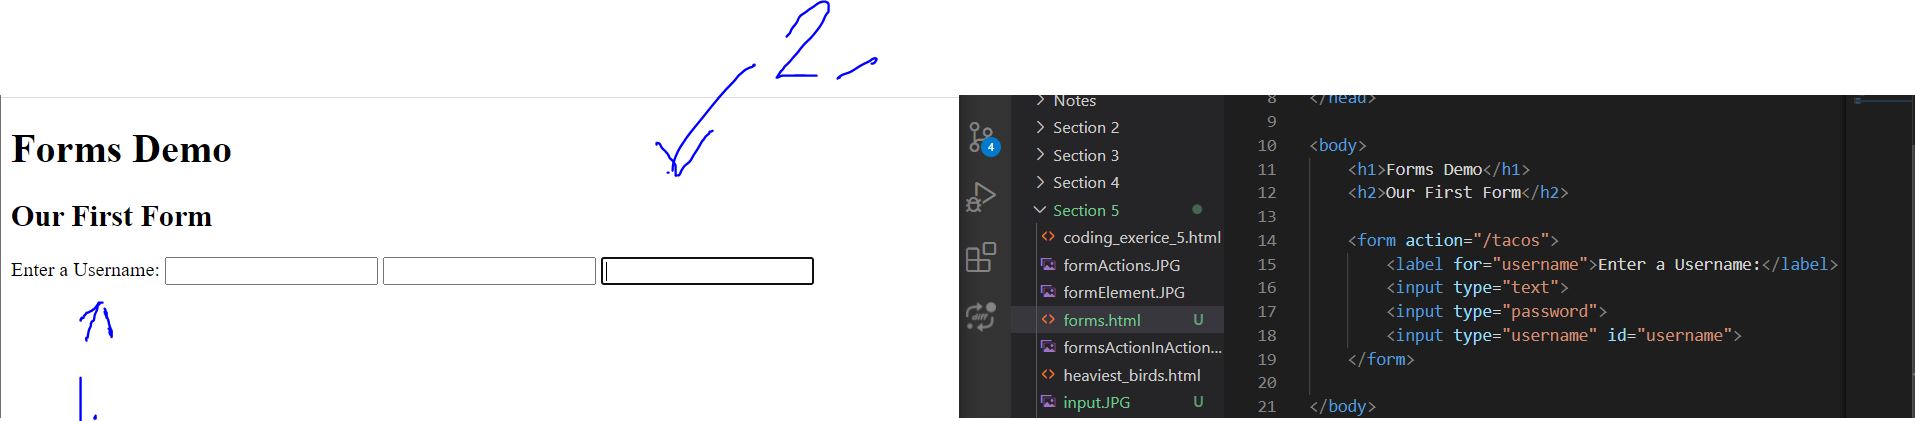 2.
Forms Demo
Our First Form
Enter a Username:
1.
Notes
Section 2
Section 3
Section 4
Section 5
coding_exerice_5.html
formActions.JPG
formElement.JPG
forms.html U
formsActionInAction...
heaviest_birds.html
input.JPG U
4
diff
8 </head>
9
10 <body>
11 <h1>Forms Demo</h1>
12 <h2>Our First Form</h2>
13
14 <form action="/tacos">
15 <label for="username">Enter a Username:</label>
16 <input type="text">
17 <input type="password">
18 <input type="username" id="username">
19 </form>
20
21 </body>